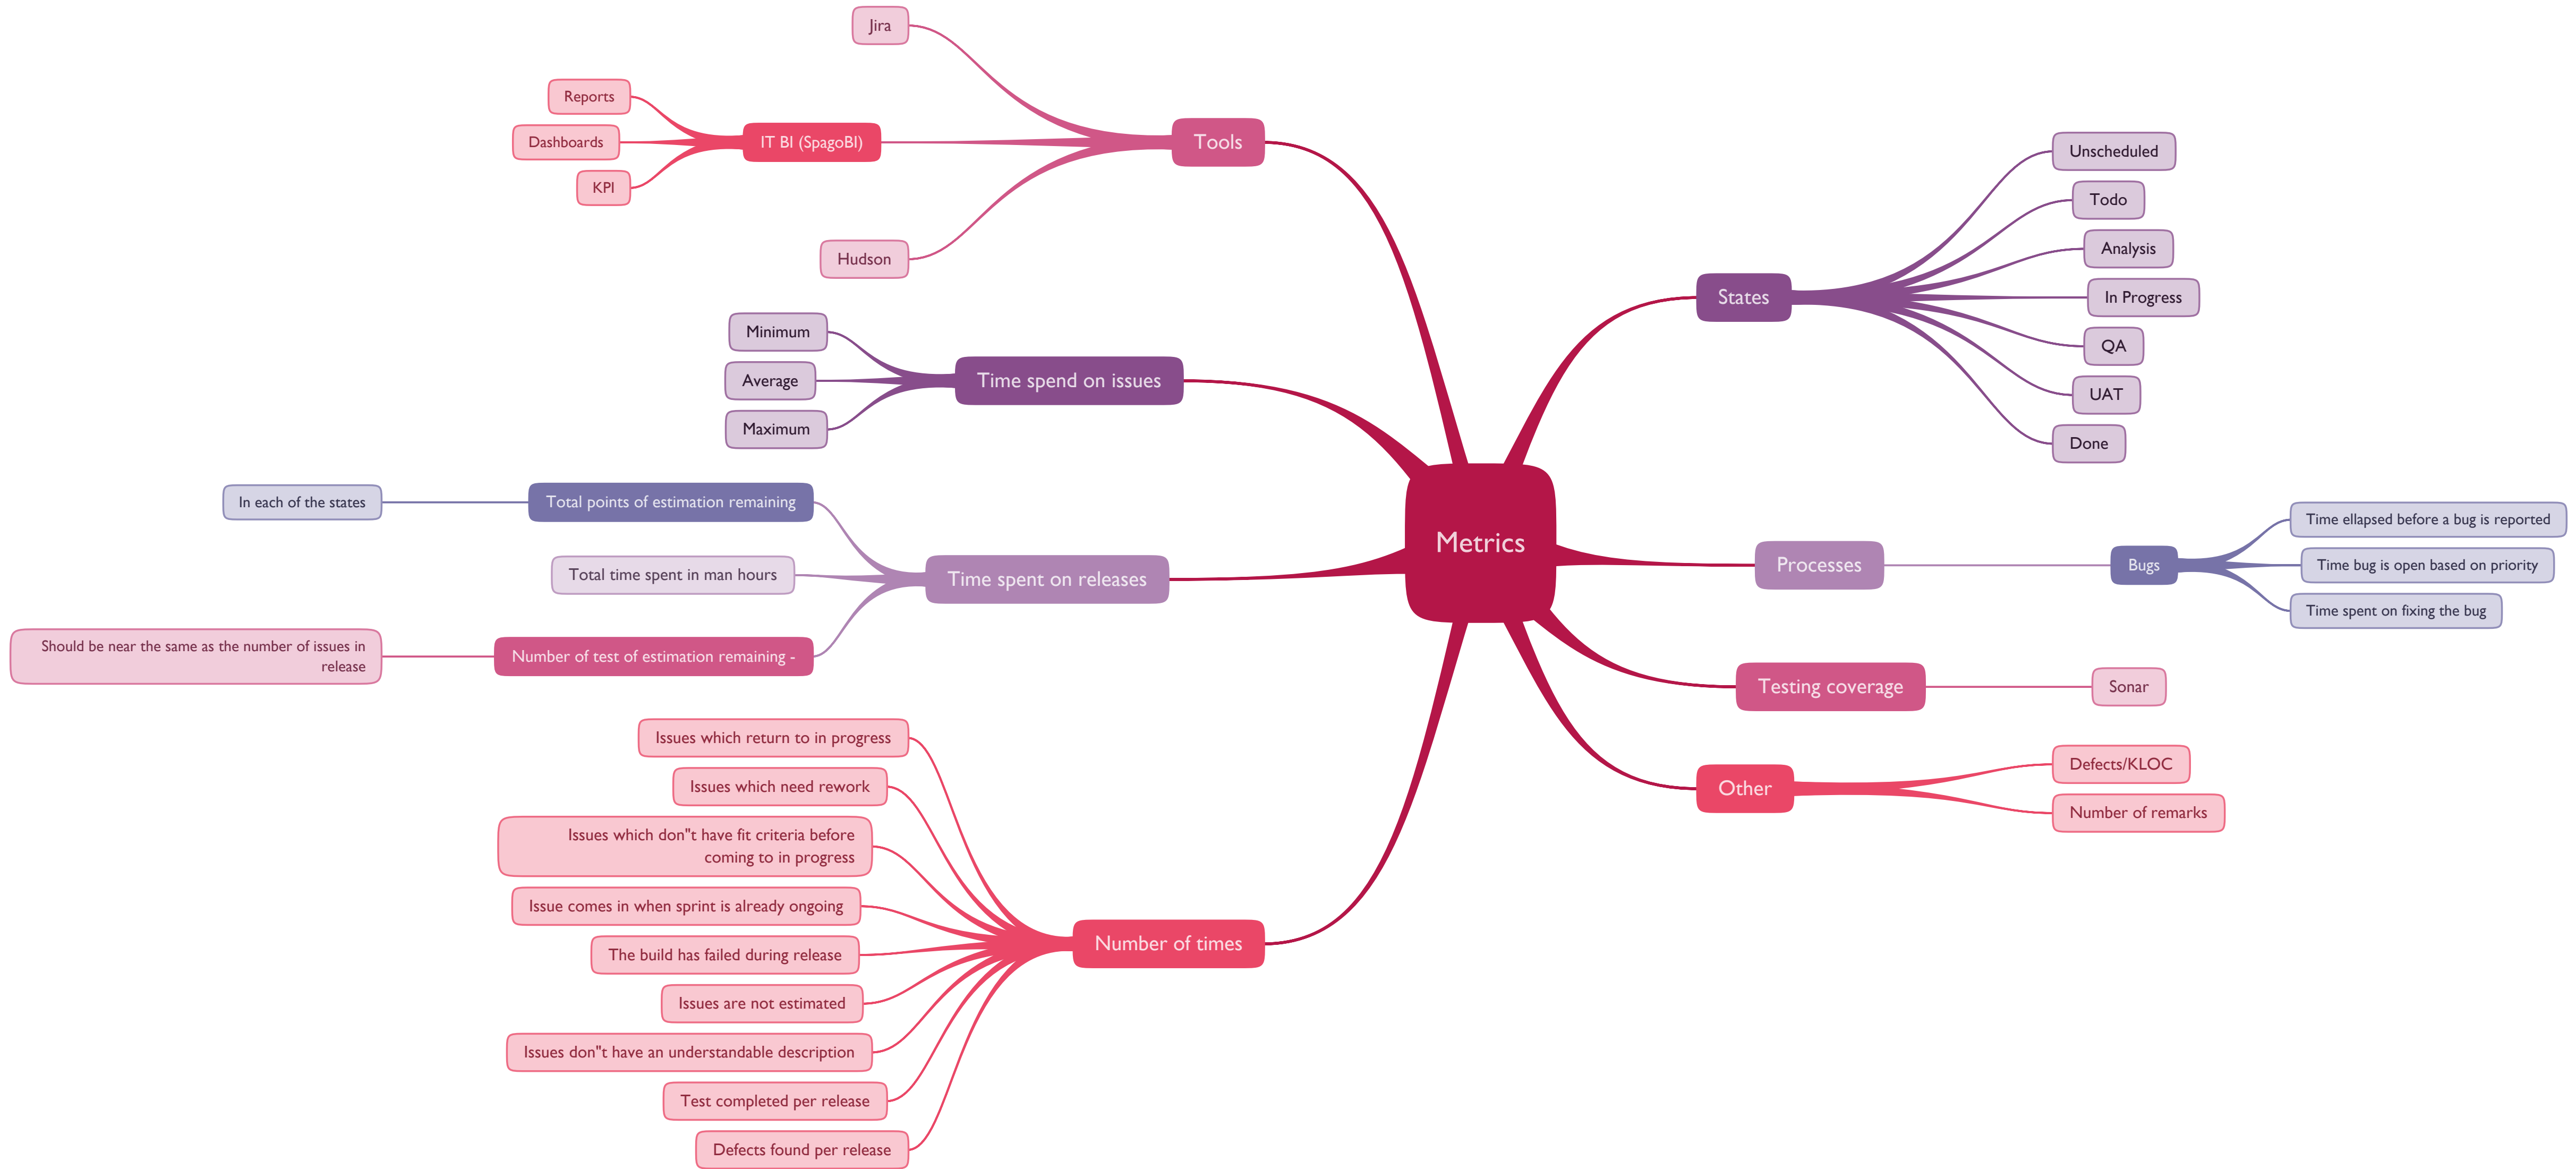 Metrics
Tools
Jira
IT BI (SpagoBI)
Reports
Dashboards
KPI
Hudson
Time spend on issues
Minimum
Average
Maximum
Time spent on releases
Total points of estimation remaining
In each of the states
Total time spent in man hours
Number of test of estimation remaining -
Should be near the same as the number of issues in
release
Number of times
Issues which return to in progress
Issues which need rework
Issues which don"t have fit criteria before
coming to in progress
Issue comes in when sprint is already ongoing
The build has failed during release
Issues are not estimated
Issues don"t have an understandable description
Test completed per release
Defects found per release
States
Unscheduled
Todo
Analysis
In Progress
QA
UAT
Done
Processes
Bugs
Time ellapsed before a bug is reported
Time bug is open based on priority
Time spent on fixing the bug
Testing coverage
Sonar
Other
Defects/KLOC
Number of remarks